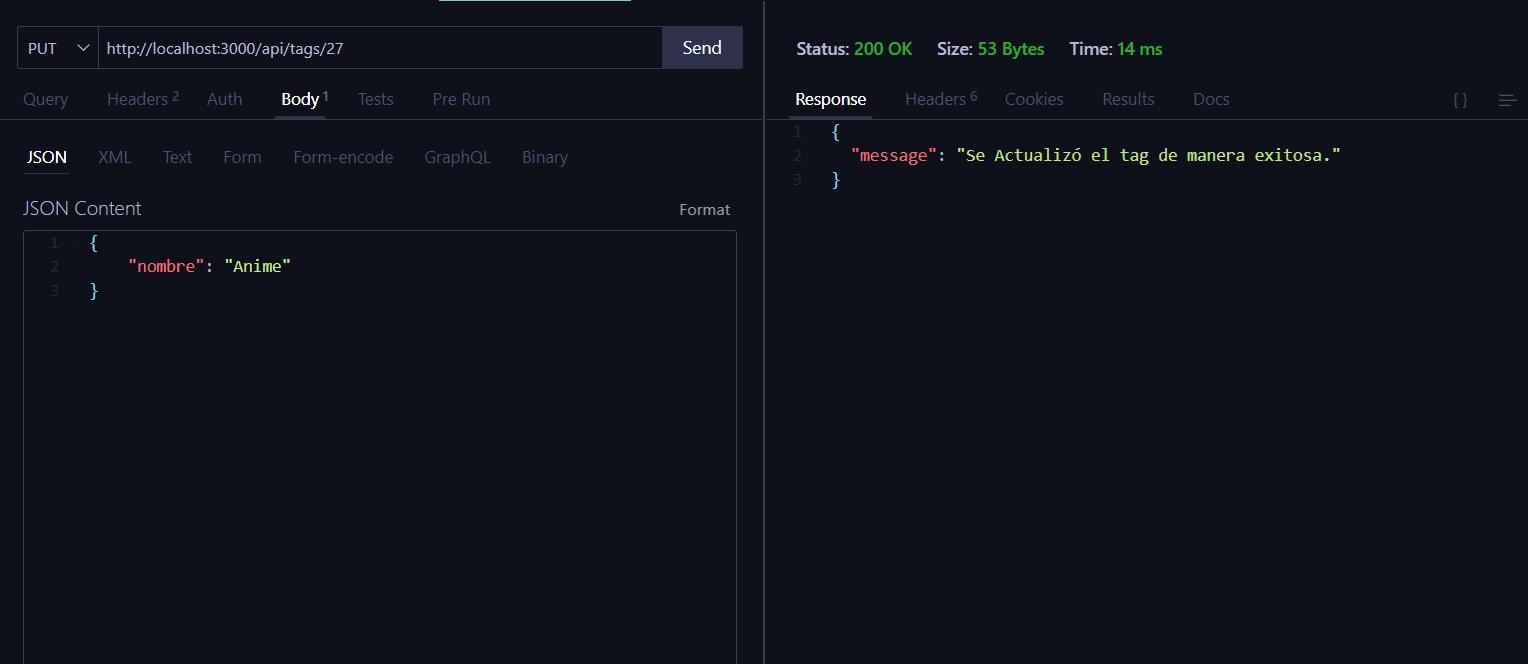 PUT http://localhost:3000/api/tags/27 Send
Query Headers 2 Auth Body 1 Tests Pre Run
JSON XML Text Form Form-encode GraphQL Binary
JSON Content Format
1 {
2 "nombre": "Anime"
3 }
Status: 200 OK Size: 53 Bytes Time: 14 ms
Response Headers 6 Cookies Results Docs { }
1 {
2 "message": "Se Actualizó el tag de manera exitosa."
3 }